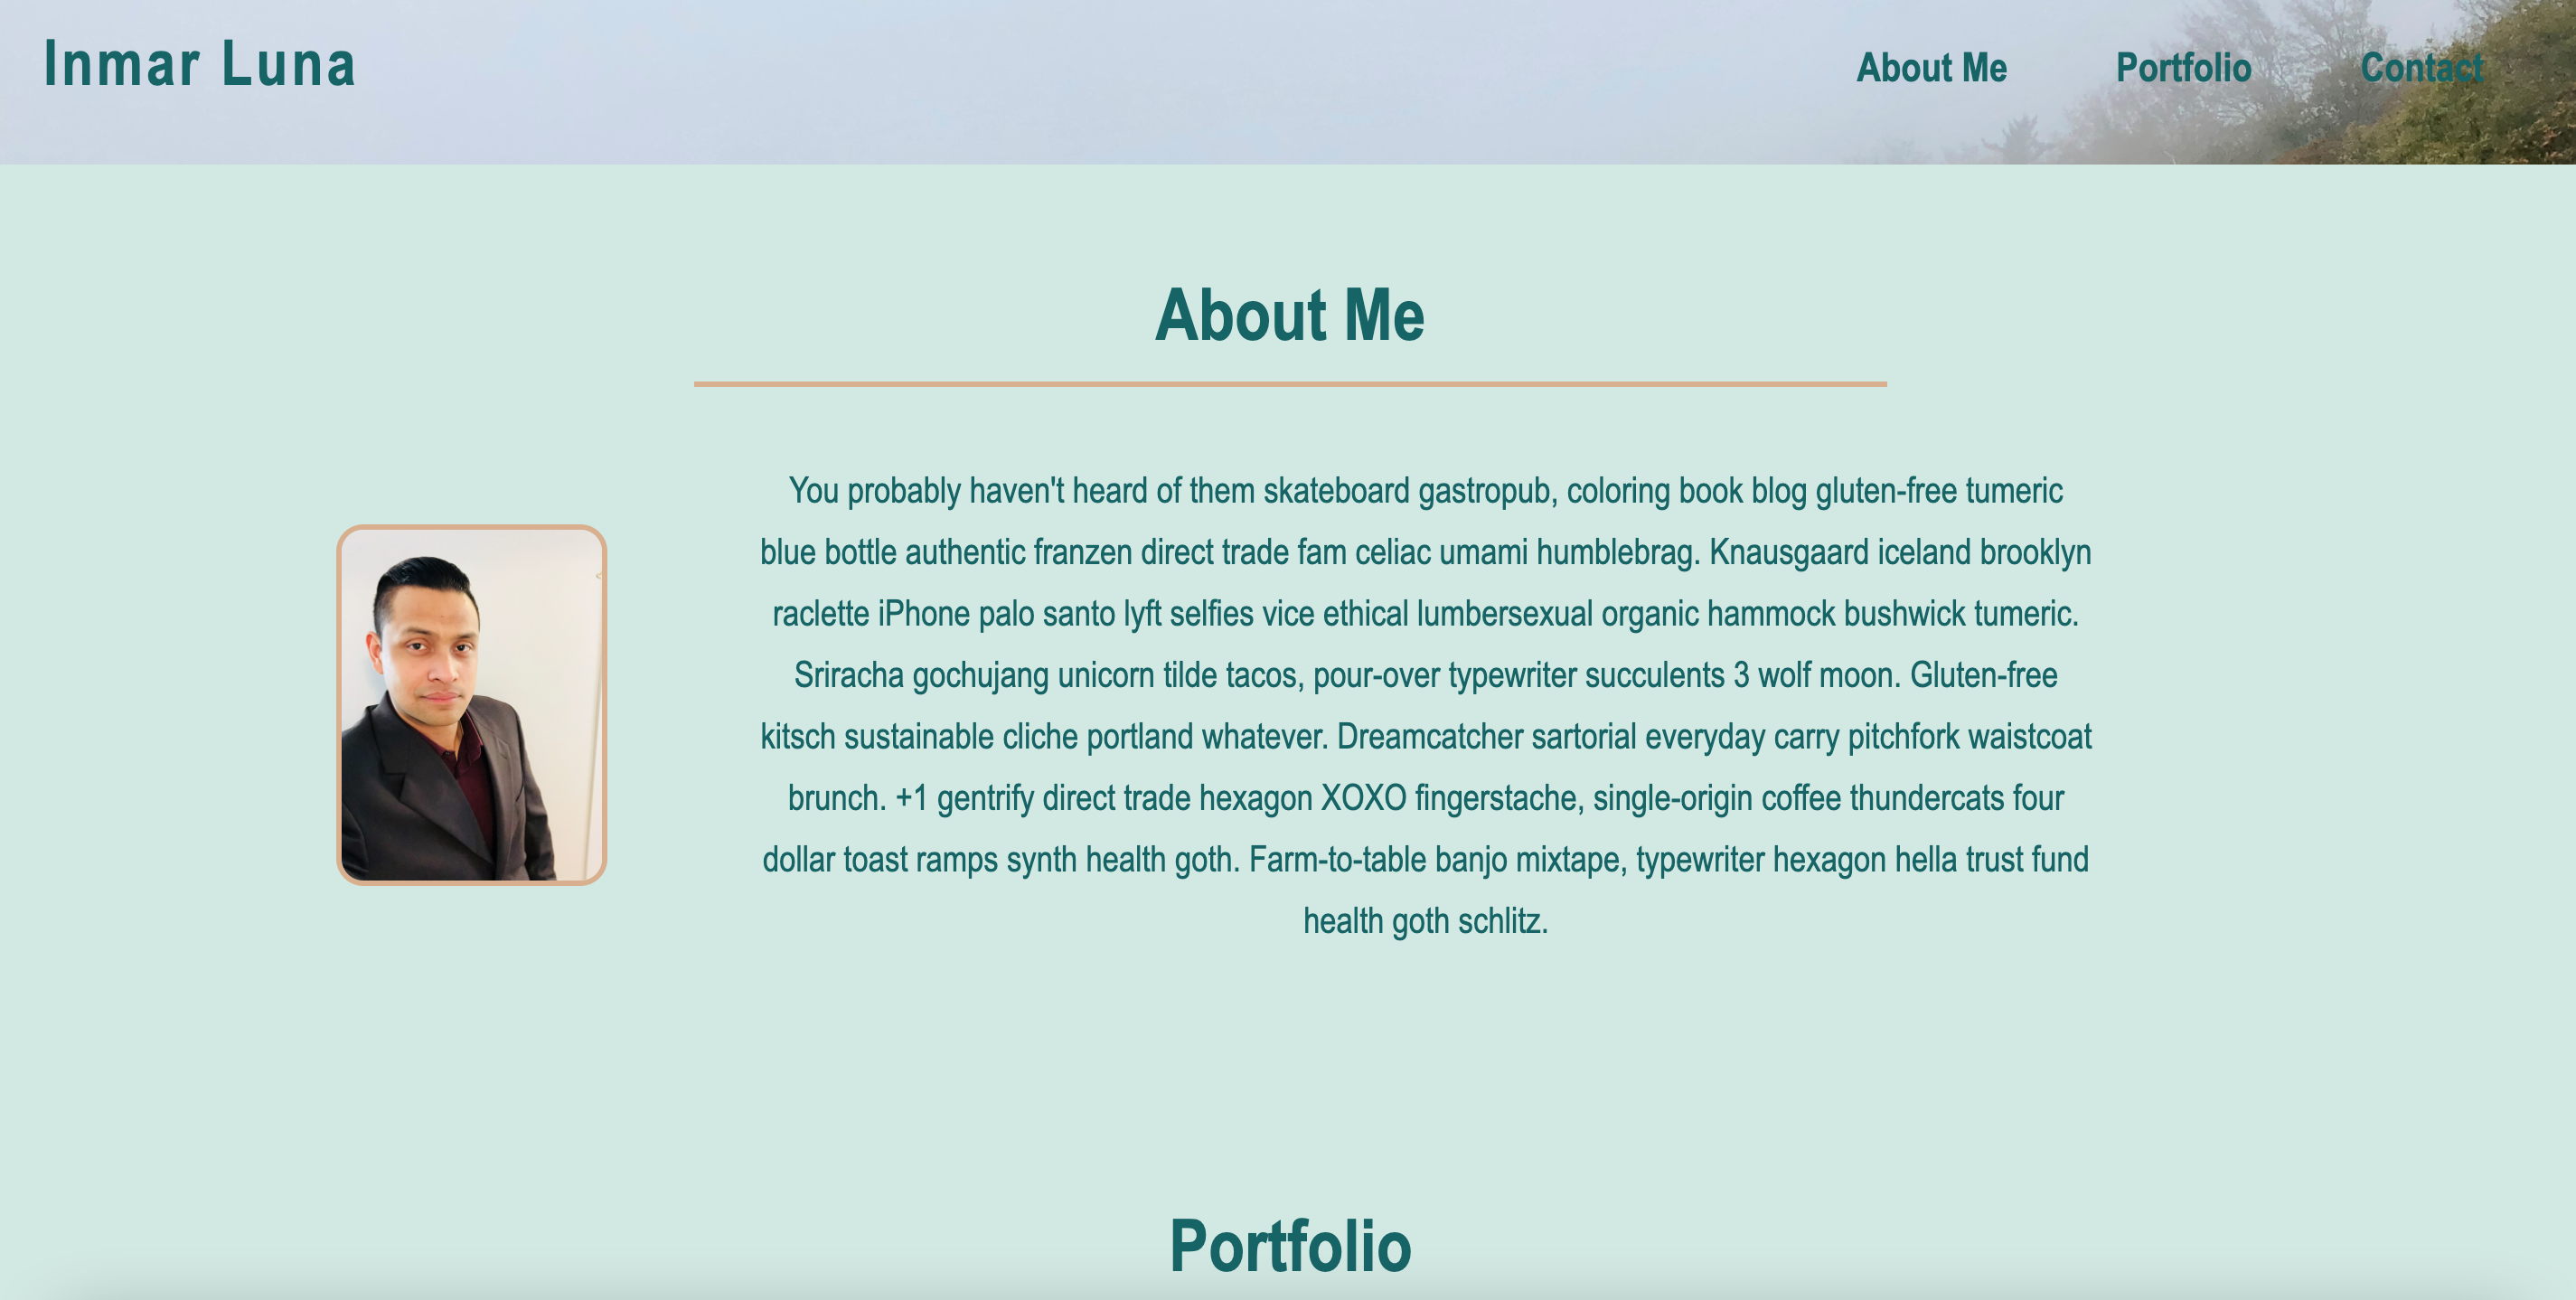 Inmar Luna
About Me
Portfolio
Contact
About Me
You probably haven't heard of them skateboard gastropub, coloring book blog gluten-free tumeric
blue bottle authentic franzen direct trade fam celiac umami humblebrag. Knausgaard iceland brooklyn
raclette iPhone palo santo lyft selfies vice ethical lumbersexual organic hammock bushwick tumeric.
Sriracha gochujang unicorn tilde tacos, pour-over typewriter succulents 3 wolf moon. Gluten-free
kitsch sustainable cliche portland whatever. Dreamcatcher sartorial everyday carry pitchfork waistcoat
brunch. +1 gentrify direct trade hexagon XOXO fingerstache, single-origin coffee thundercats four
dollar toast ramps synth health goth. Farm-to-table banjo mixtape, typewriter hexagon hella trust fund
health goth schlitz.
Portfolio